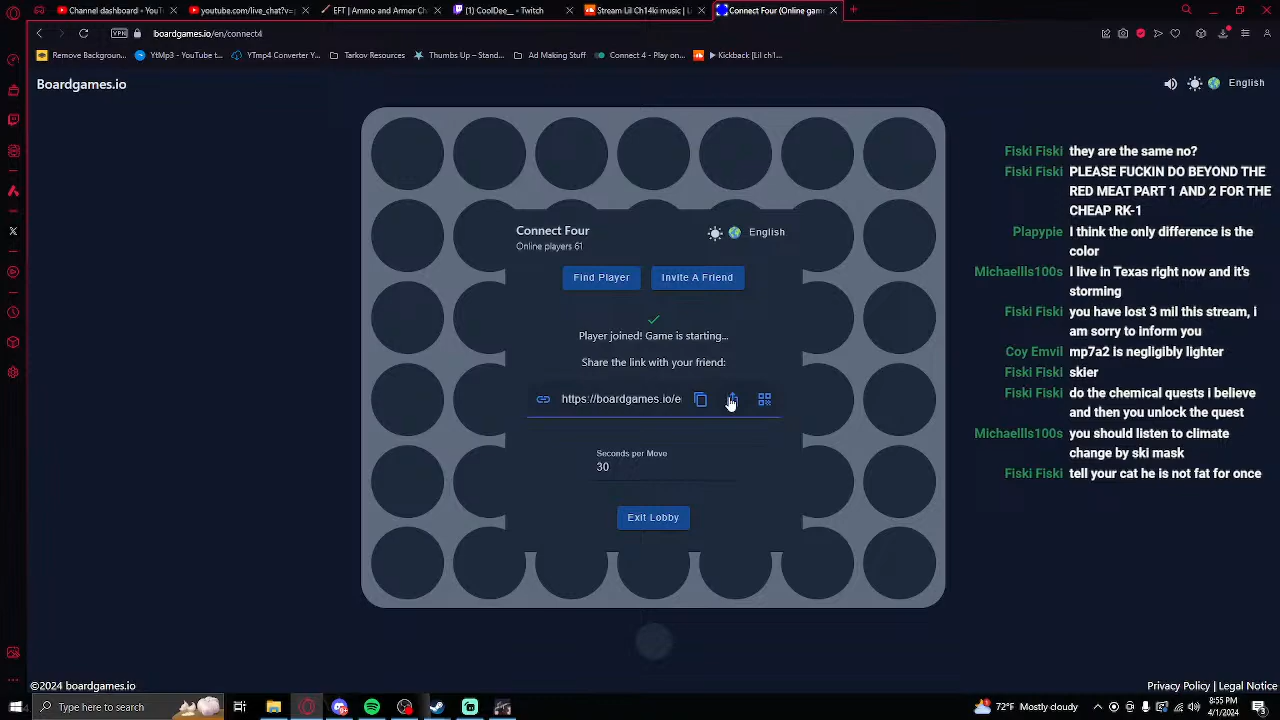 Channel dashboard - YouTu
youtube.com/live_chat?v=
EFT | Ammo and Armor Cha
CoolDee__ - Twitch
Stream Lil Ch14ki music | L
Connect Four (Online game
VPN
boardgames.io/en/connect4
Remove Backgroun...
YtMp3 - YouTube t...
YTmp4 Converter Y...
Tarkov Resources
Thumbs Up - Stand...
Ad Making Stuff
Connect 4 - Play on...
Kickback [Lil ch1...
Boardgames.io
English
Connect Four
Online players 61
English
Find Player
Invite A Friend
Player joined! Game is starting...
Share the link with your friend:
https://boardgames.io/e
Seconds per Move
30
Exit Lobby
Fiski Fiski they are the same no?
Fiski Fiski PLEASE FUCKIN DO BEYOND THE
RED MEAT PART 1 AND 2 FOR THE
CHEAP RK-1
Plapypie I think the only difference is the
color
Michaellls100s I live in Texas right now and it's
storming
Fiski Fiski you have lost 3 mil this stream, i
am sorry to inform you
Coy Emvil mp7a2 is negligibly lighter
Fiski Fiski skier
Fiski Fiski do the chemical quests i believe
and then you unlock the quest
Michaellls100s you should listen to climate
change by ski mask
Fiski Fiski tell your cat he is not fat for once
©2024 boardgames.io
Privacy Policy | Legal Notice
Type here to search
72°F Mostly cloudy
8:55 PM
4/1/2024